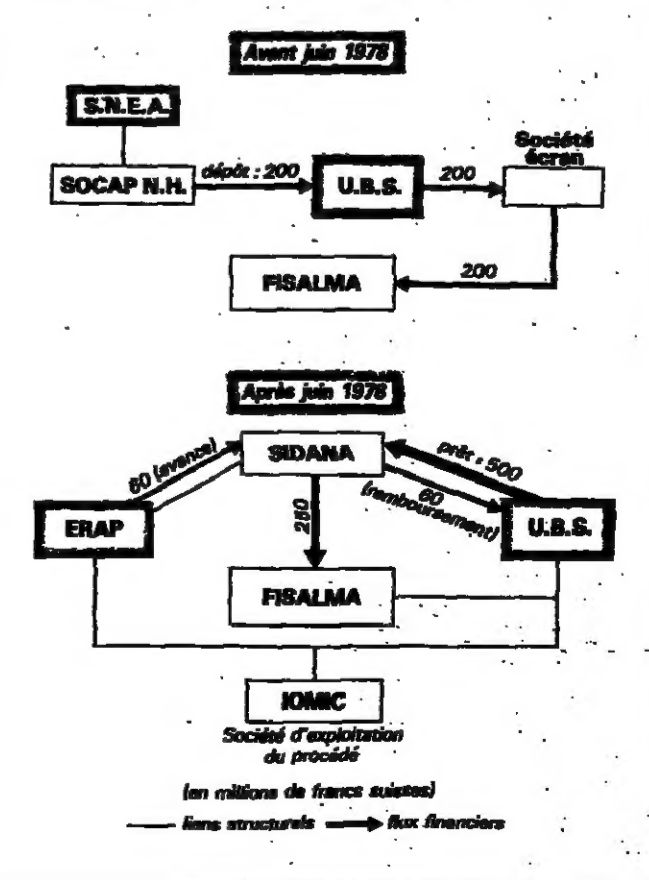 Avant juin 1978
S.N.E.A.
Société
écran
SOCAP N.H.
dépôt : 200
U.B.S.
200
FISALMA
200
Après juin 1978
60 (avance)
SIDANA
prêt : 500
60
(remboursement)
ERAP
250
U.B.S.
FISALMA
IOMIC
Société d'exploitation
du procédé
(en millions de francs suisses)
liens structurels
flux financiers